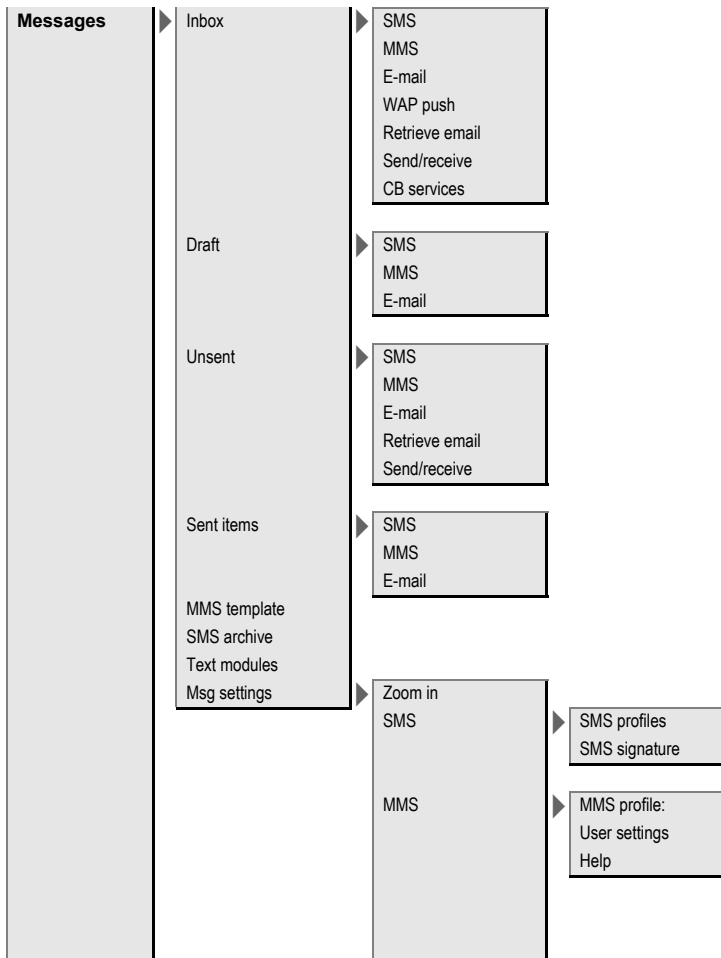 Messages
Inbox
SMS
MMS
E-mail
WAP push
Retrieve email
Send/receive
CB services
Draft
SMS
MMS
E-mail
Unsent
SMS
MMS
E-mail
Retrieve email
Send/receive
Sent items
SMS
MMS
E-mail
MMS template
SMS archive
Text modules
Msg settings
Zoom in
SMS
SMS profiles
SMS signature
MMS
MMS profile:
User settings
Help